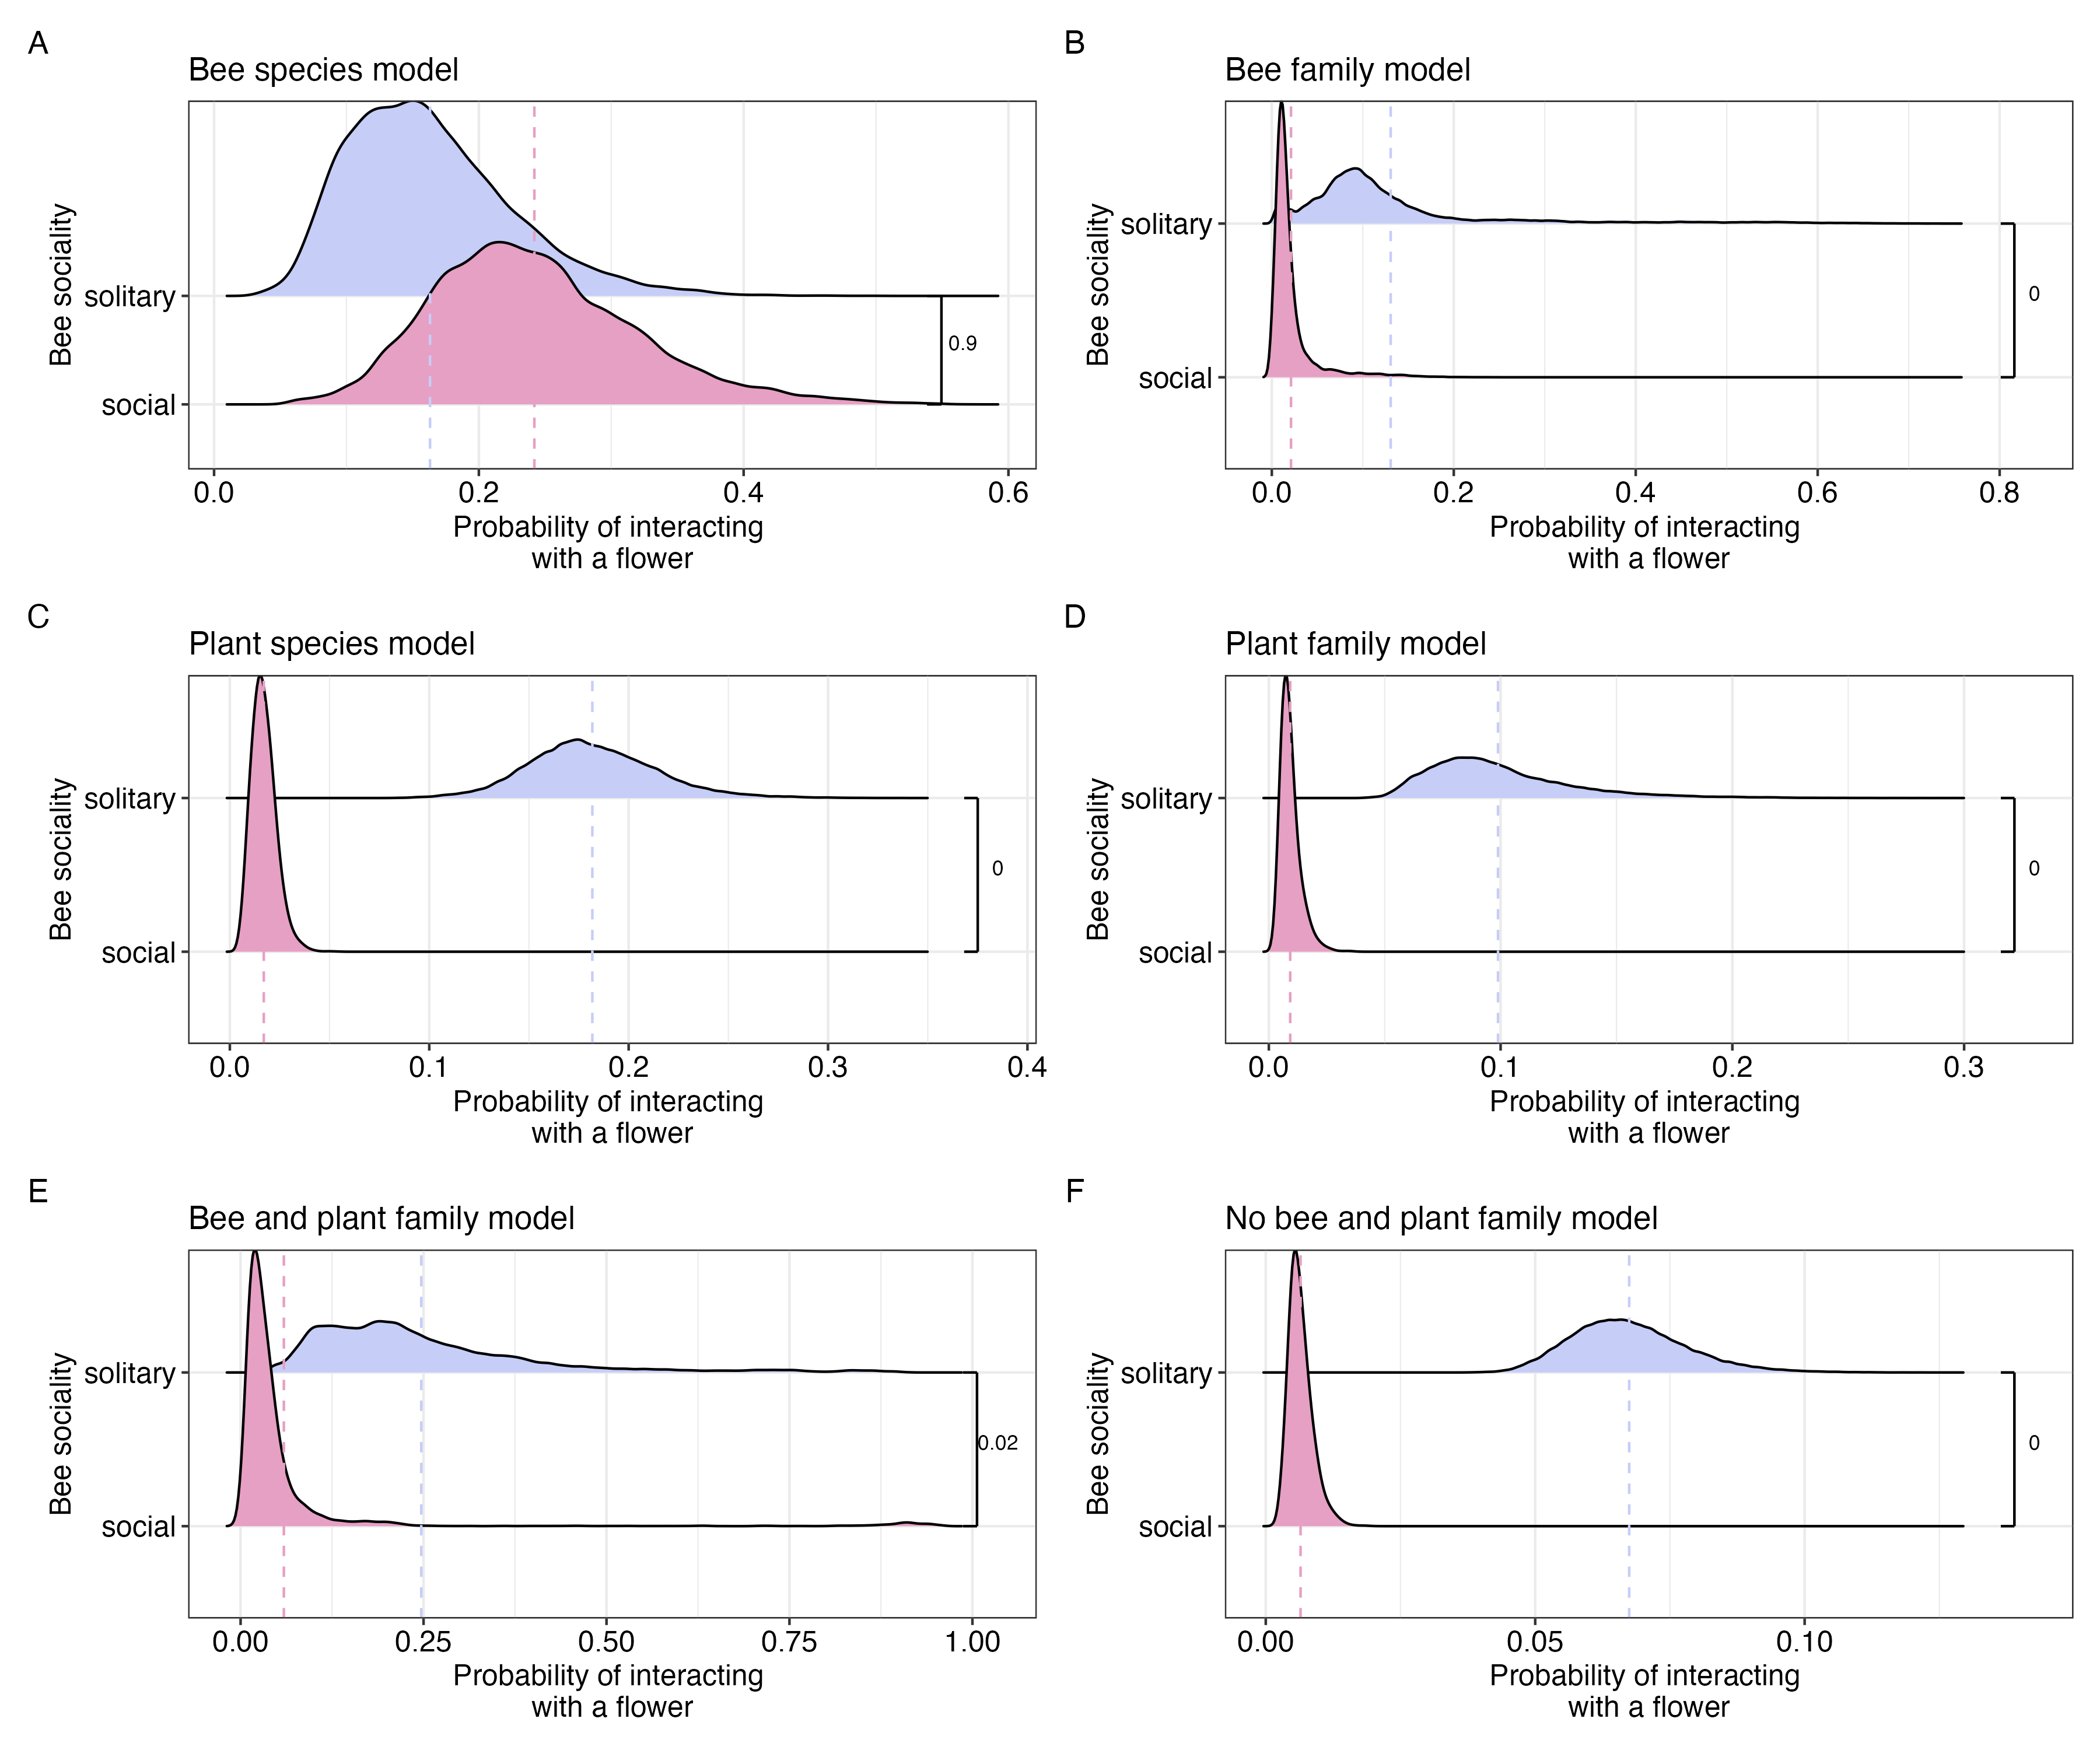 A
Bee species model
Bee sociality
solitary
social
0.9
0.0 0.2 0.4 0.6
Probability of interacting
with a flower
B
Bee family model
Bee sociality
solitary
social
0
0.0 0.2 0.4 0.6 0.8
Probability of interacting
with a flower
C
Plant species model
Bee sociality
solitary
social
0
0.0 0.1 0.2 0.3 0.4
Probability of interacting
with a flower
D
Plant family model
Bee sociality
solitary
social
0
0.0 0.1 0.2 0.3
Probability of interacting
with a flower
E
Bee and plant family model
Bee sociality
solitary
social
0.02
0.00 0.25 0.50 0.75 1.00
Probability of interacting
with a flower
F
No bee and plant family model
Bee sociality
solitary
social
0
0.00 0.05 0.10
Probability of interacting
with a flower